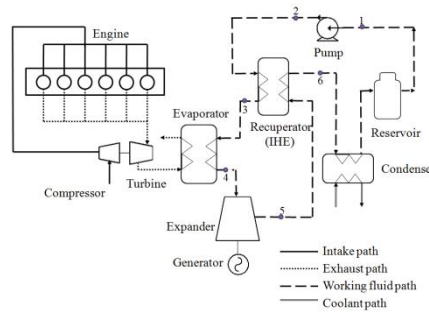 2
1
Engine
Pump
6
3
Evaporator
Recuperator
(IHE)
Reservoir
4
Condense
Turbine
Compressor
5
Expander
Generator
Intake path
Exhaust path
Working fluid path
Coolant path